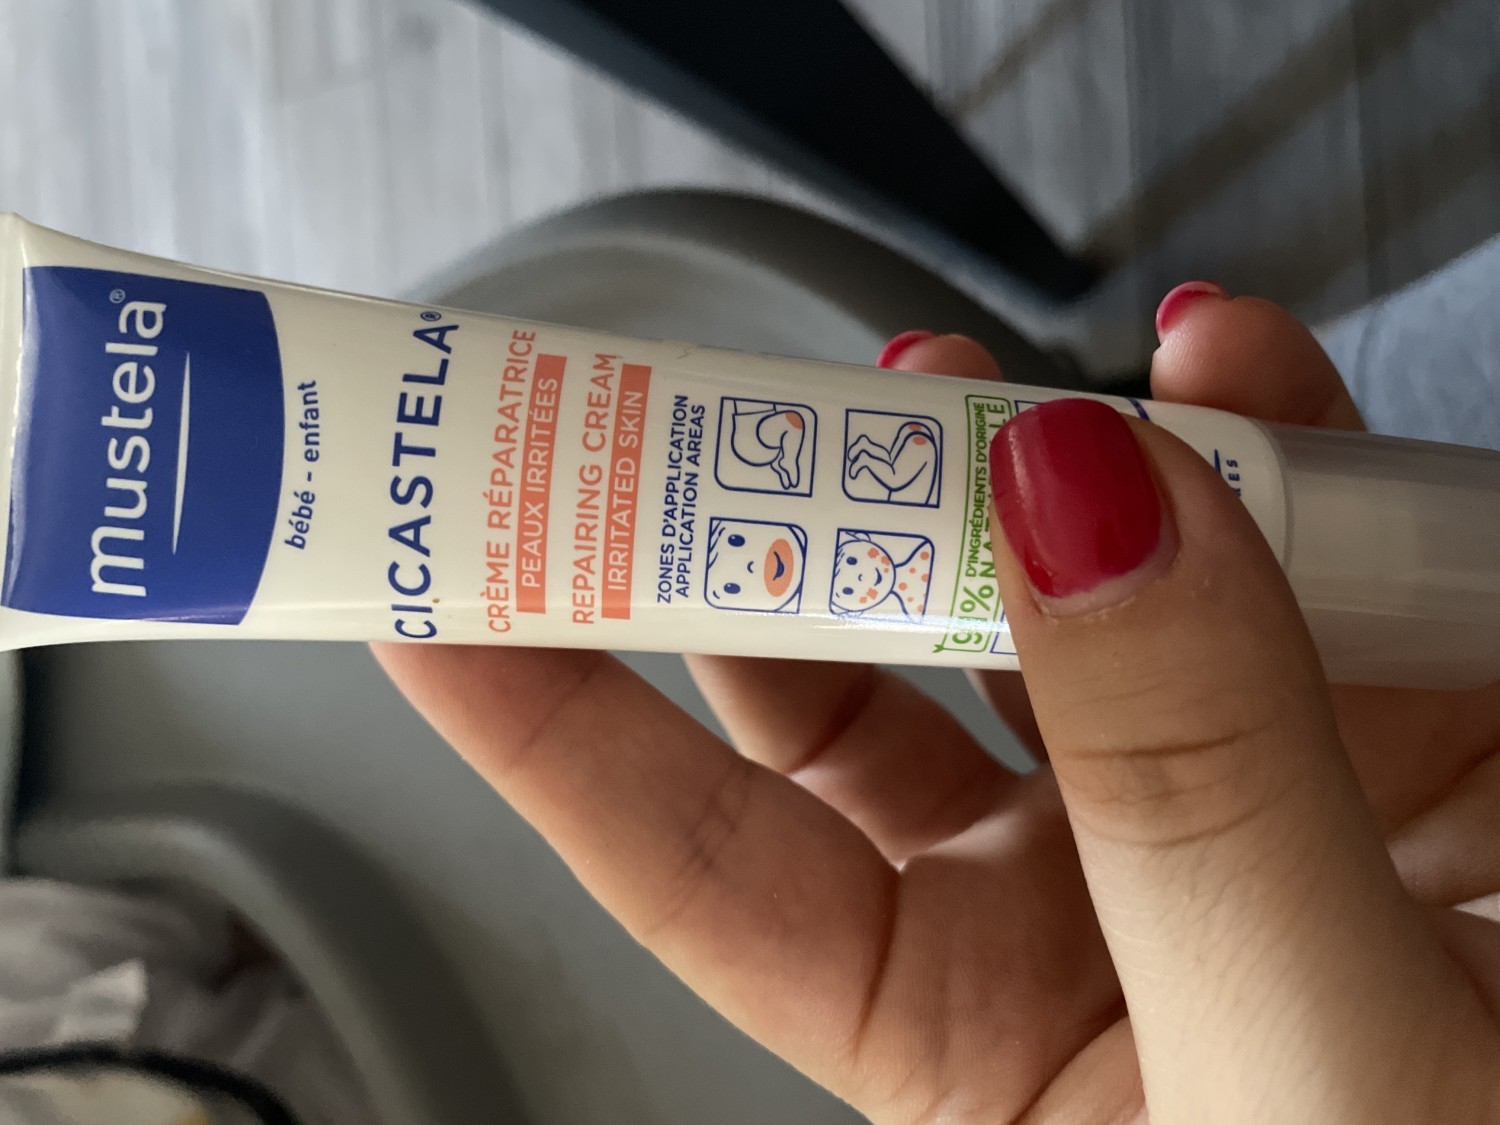 mustela®
bébé - enfant
CICASTELA®
CRÈME RÉPARATRICE
PEAUX IRRITÉES
REPAIRING CREAM
IRRITATED SKIN
ZONES D'APPLICATION
APPLICATION AREAS
% D'INGRÉDIENTS D'ORIGINE